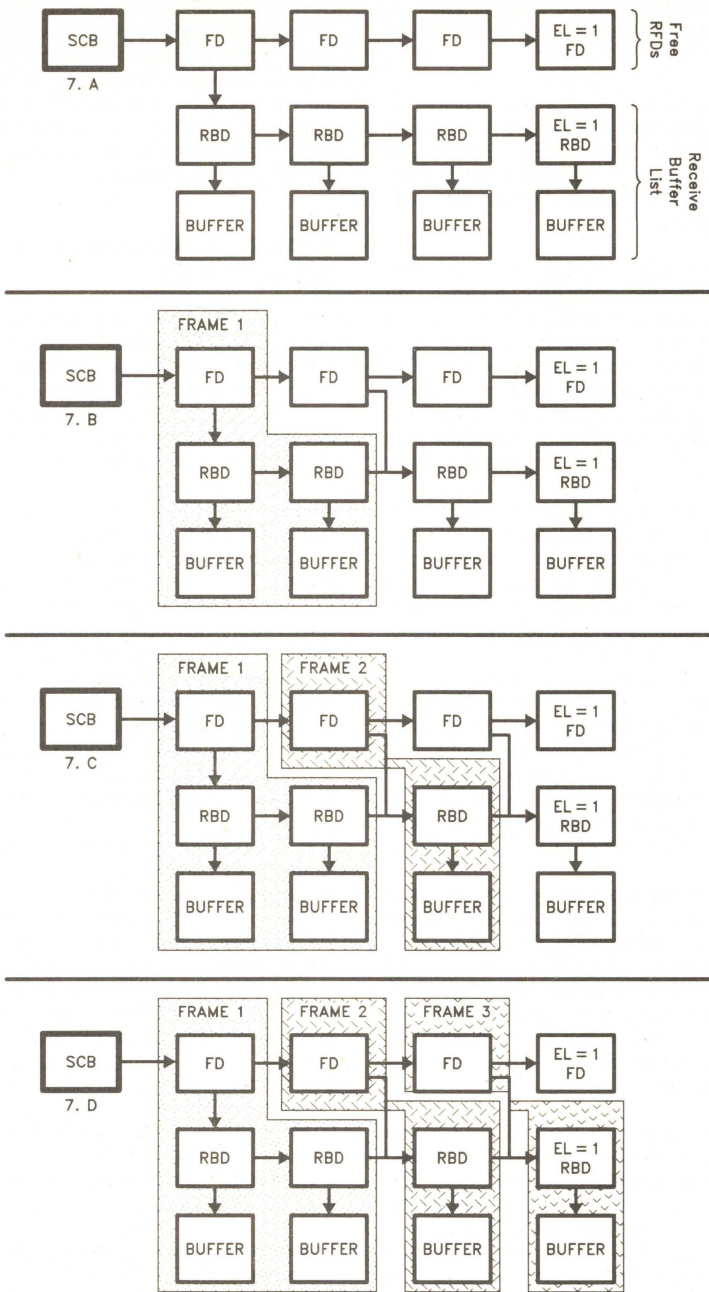 SCB
FD
FD
FD
EL = 1
FD
Free
RFDs
7. A
RBD
RBD
RBD
EL = 1
RBD
Receive
Buffer
List
BUFFER
BUFFER
BUFFER
BUFFER
FRAME 1
SCB
FD
FD
FD
EL = 1
FD
7. B
RBD
RBD
RBD
EL = 1
RBD
BUFFER
BUFFER
BUFFER
BUFFER
FRAME 1
FRAME 2
SCB
FD
FD
FD
EL = 1
FD
7. C
RBD
RBD
RBD
EL = 1
RBD
BUFFER
BUFFER
BUFFER
BUFFER
FRAME 1
FRAME 2
FRAME 3
SCB
FD
FD
FD
EL = 1
FD
7. D
RBD
RBD
RBD
EL = 1
RBD
BUFFER
BUFFER
BUFFER
BUFFER